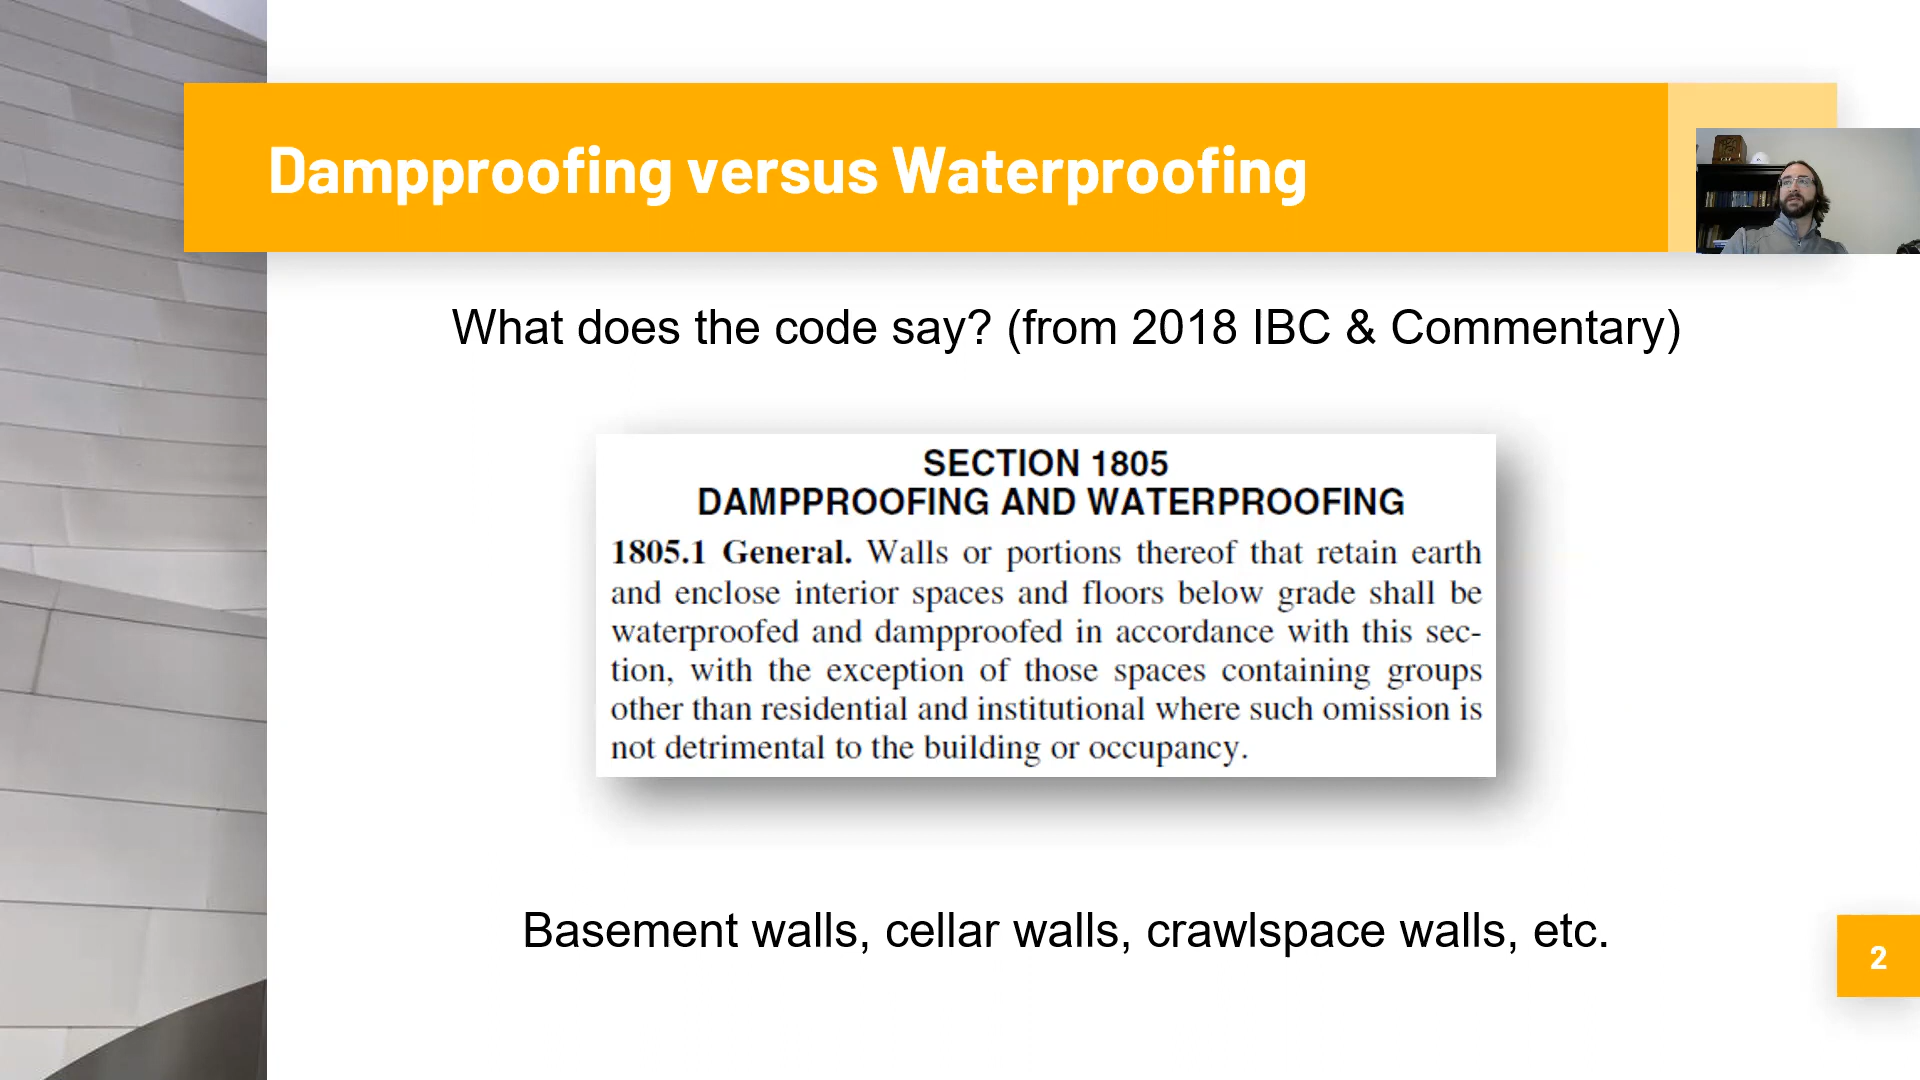 Dampproofing versus Waterproofing
What does the code say? (from 2018 IBC & Commentary)
SECTION 1805
DAMPPROOFING AND WATERPROOFING
1805.1 General. Walls or portions thereof that retain earth
and enclose interior spaces and floors below grade shall be
waterproofed and dampproofed in accordance with this sec-
tion, with the exception of those spaces containing groups
other than residential and institutional where such omission is
not detrimental to the building or occupancy.
Basement walls, cellar walls, crawlspace walls, etc.
2